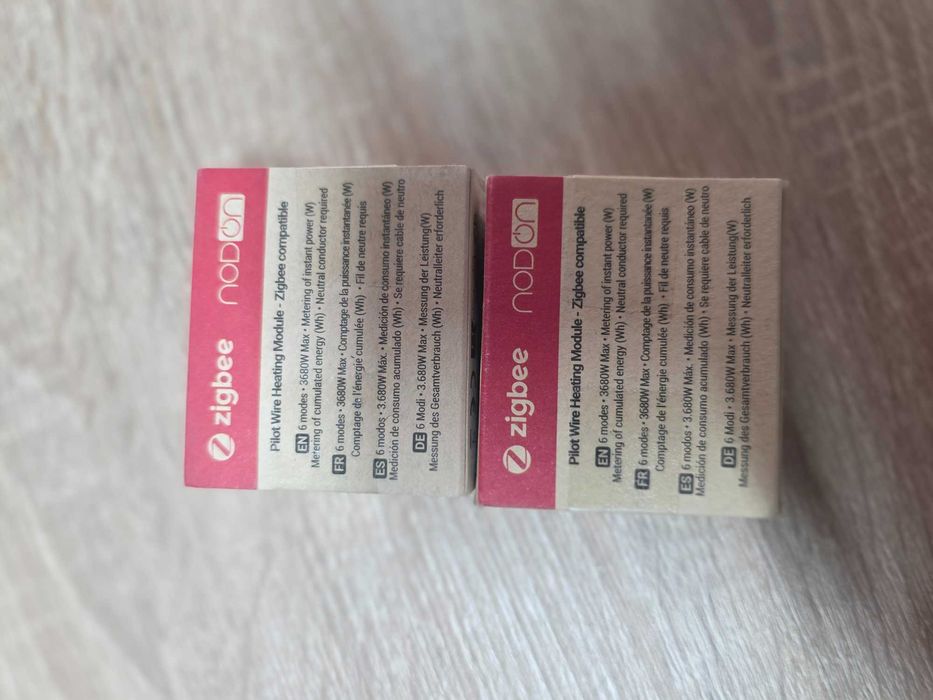 zigbee NODON
Pilot Wire Heating Module - Zigbee compatible
EN 6 modes • 3680W Max • Metering of instant power (W)
Metering of cumulated energy (Wh) • Neutral conductor required
FR 6 modes • 3680W Max • Comptage de la puissance instantanée (W)
Comptage de l'énergie cumulée (Wh) • Fil de neutre requis
ES 6 modos • 3.680W Máx. • Medición de consumo instantáneo (W)
Medición de consumo acumulado (Wh) • Se requiere cable de neutro
DE 6 Modi • 3.680W Max • Messung der Leistung(W)
Messung des Gesamtverbrauch (Wh) • Neutralleiter erforderlich
zigbee NODON
Pilot Wire Heating Module - Zigbee compatible
EN 6 modes • 3680W Max • Metering of instant power (W)
Metering of cumulated energy (Wh) • Neutral conductor required
FR 6 modes • 3680W Max • Comptage de la puissance instantanée (W)
Comptage de l'énergie cumulée (Wh) • Fil de neutre requis
ES 6 modos • 3.680W Máx. • Medición de consumo instantáneo (W)
Medición de consumo acumulado (Wh) • Se requiere cable de neutro
DE 6 Modi • 3.680W Max • Messung der Leistung(W)
Messung des Gesamtverbrauch (Wh) • Neutralleiter erforderlich